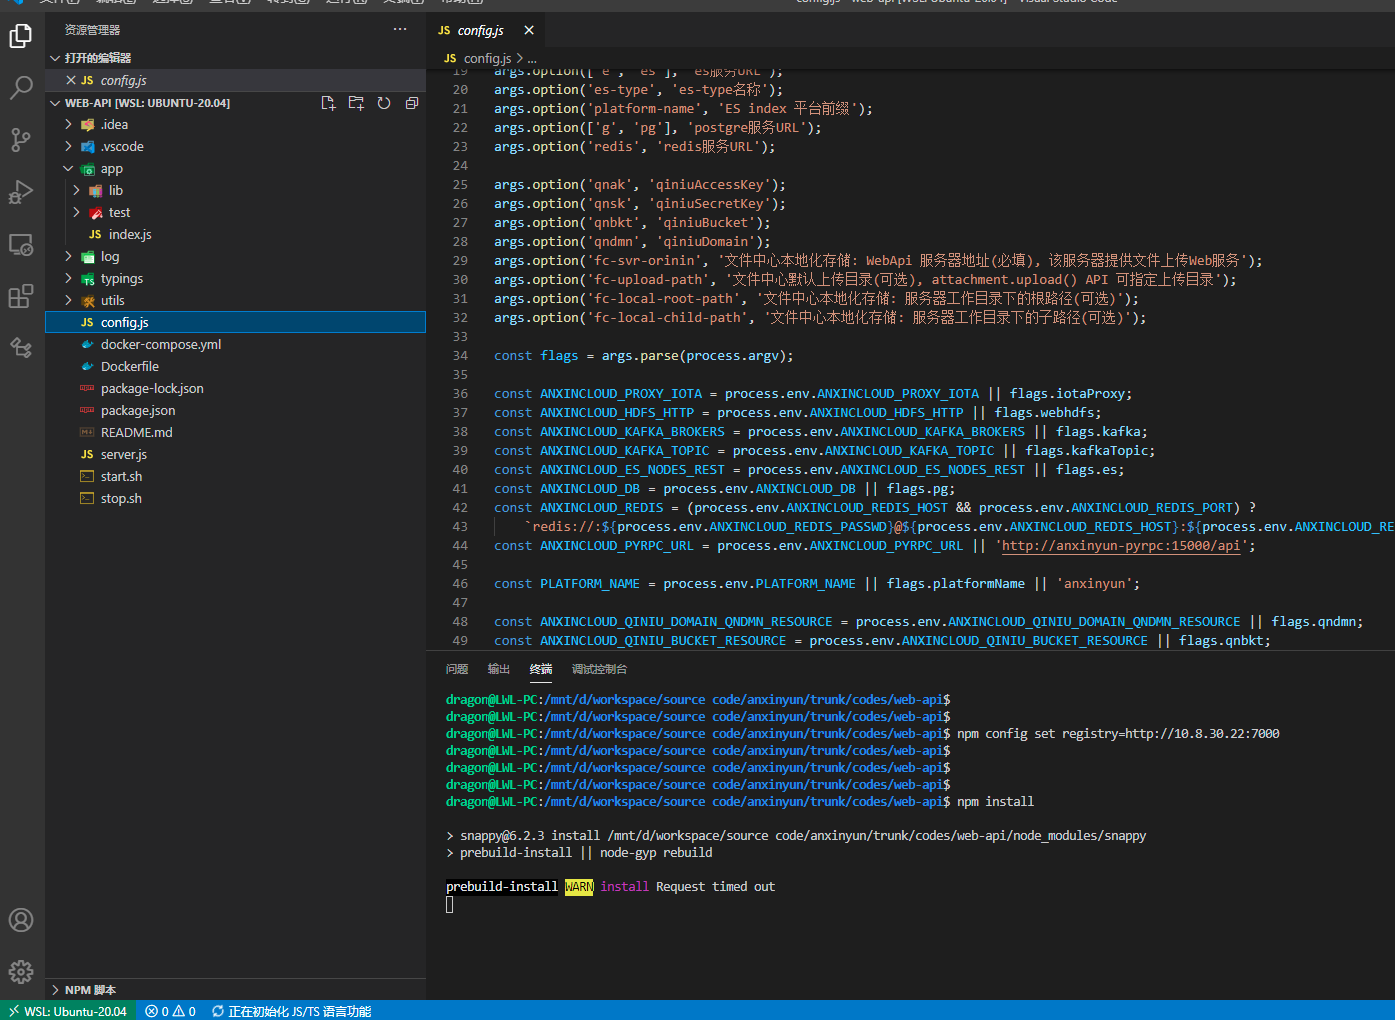 config.js - web-api [WSL: Ubuntu-20.04] - Visual Studio Code
资源管理器
打开的编辑器
JS config.js
WEB-API [WSL: UBUNTU-20.04]
.idea
.vscode
app
lib
test
JS index.js
log
typings
utils
JS config.js
docker-compose.yml
Dockerfile
package-lock.json
package.json
README.md
JS server.js
start.sh
stop.sh
NPM 脚本
JS config.js
JS config.js > ...
19 args.option(['e', 'es'], 'es服务URL');
20 args.option('es-type', 'es-type名称');
21 args.option('platform-name', 'ES index 平台前缀');
22 args.option(['g', 'pg'], 'postgre服务URL');
23 args.option('redis', 'redis服务URL');
24
25 args.option('qnak', 'qiniuAccessKey');
26 args.option('qnsk', 'qiniuSecretKey');
27 args.option('qnbkt', 'qiniuBucket');
28 args.option('qndmn', 'qiniuDomain');
29 args.option('fc-svr-orinin', '文件中心本地化存储: WebApi 服务器地址(必填), 该服务器提供文件上传Web服务');
30 args.option('fc-upload-path', '文件中心默认上传目录(可选), attachment.upload() API 可指定上传目录');
31 args.option('fc-local-root-path', '文件中心本地化存储: 服务器工作目录下的根路径(可选)');
32 args.option('fc-local-child-path', '文件中心本地化存储: 服务器工作目录下的子路径(可选)');
33
34 const flags = args.parse(process.argv);
35
36 const ANXINCLOUD_PROXY_IOTA = process.env.ANXINCLOUD_PROXY_IOTA || flags.iotaProxy;
37 const ANXINCLOUD_HDFS_HTTP = process.env.ANXINCLOUD_HDFS_HTTP || flags.webhdfs;
38 const ANXINCLOUD_KAFKA_BROKERS = process.env.ANXINCLOUD_KAFKA_BROKERS || flags.kafka;
39 const ANXINCLOUD_KAFKA_TOPIC = process.env.ANXINCLOUD_KAFKA_TOPIC || flags.kafkaTopic;
40 const ANXINCLOUD_ES_NODES_REST = process.env.ANXINCLOUD_ES_NODES_REST || flags.es;
41 const ANXINCLOUD_DB = process.env.ANXINCLOUD_DB || flags.pg;
42 const ANXINCLOUD_REDIS = (process.env.ANXINCLOUD_REDIS_HOST && process.env.ANXINCLOUD_REDIS_PORT) ?
43 `redis://:${process.env.ANXINCLOUD_REDIS_PASSWD}@${process.env.ANXINCLOUD_REDIS_HOST}:${process.env.ANXINCLOUD_RE
44 const ANXINCLOUD_PYRPC_URL = process.env.ANXINCLOUD_PYRPC_URL || 'http://anxinyun-pyrpc:15000/api';
45
46 const PLATFORM_NAME = process.env.PLATFORM_NAME || flags.platformName || 'anxinyun';
47
48 const ANXINCLOUD_QINIU_DOMAIN_QNDMN_RESOURCE = process.env.ANXINCLOUD_QINIU_DOMAIN_QNDMN_RESOURCE || flags.qndmn;
49 const ANXINCLOUD_QINIU_BUCKET_RESOURCE = process.env.ANXINCLOUD_QINIU_BUCKET_RESOURCE || flags.qnbkt;
问题 输出 终端 调试控制台
dragon@LWL-PC:/mnt/d/workspace/source code/anxinyun/trunk/codes/web-api$
dragon@LWL-PC:/mnt/d/workspace/source code/anxinyun/trunk/codes/web-api$
dragon@LWL-PC:/mnt/d/workspace/source code/anxinyun/trunk/codes/web-api$ npm config set registry=http://10.8.30.22:7000
dragon@LWL-PC:/mnt/d/workspace/source code/anxinyun/trunk/codes/web-api$
dragon@LWL-PC:/mnt/d/workspace/source code/anxinyun/trunk/codes/web-api$
dragon@LWL-PC:/mnt/d/workspace/source code/anxinyun/trunk/codes/web-api$
dragon@LWL-PC:/mnt/d/workspace/source code/anxinyun/trunk/codes/web-api$ npm install
> snappy@6.2.3 install /mnt/d/workspace/source code/anxinyun/trunk/codes/web-api/node_modules/snappy
> prebuild-install || node-gyp rebuild
prebuild-install WARN install Request timed out
WSL: Ubuntu-20.04 0 0 正在初始化 JS/TS 语言功能